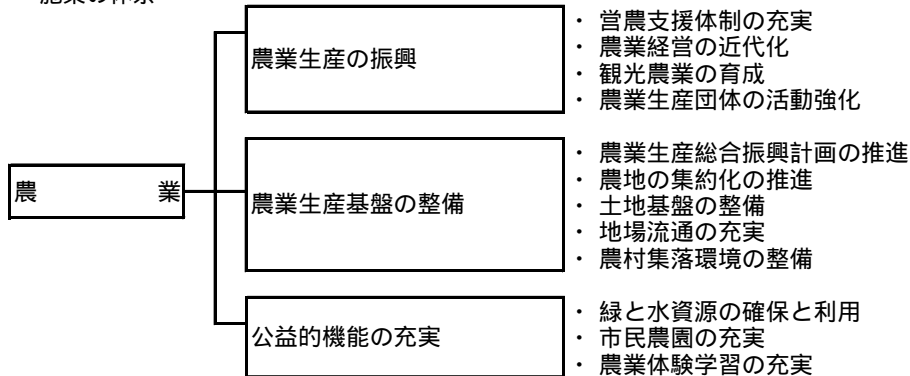 農業生産の振興
・ 営農支援体制の充実
・ 農業経営の近代化
・ 観光農業の育成
・ 農業生産団体の活動強化
農　　　業
農業生産基盤の整備
・ 農業生産総合振興計画の推進
・ 農地の集約化の推進
・ 土地基盤の整備
・ 地場流通の充実
・ 農村集落環境の整備
公益的機能の充実
・ 緑と水資源の確保と利用
・ 市民農園の充実
・ 農業体験学習の充実